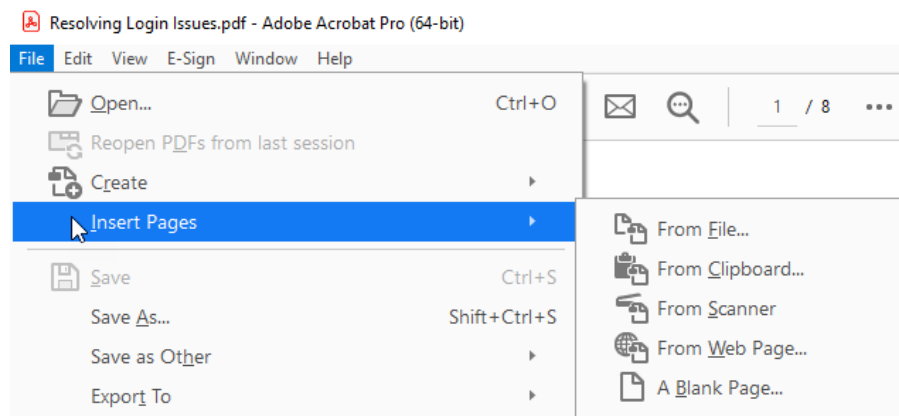 Resolving Login Issues.pdf - Adobe Acrobat Pro (64-bit)
File Edit View E-Sign Window Help
Open... Ctrl+O
1 / 8
Reopen PDFs from last session
Create
Insert Pages
From File...
From Clipboard...
Save Ctrl+S
From Scanner
Save As... Shift+Ctrl+S
From Web Page...
Save as Other
A Blank Page...
Export To